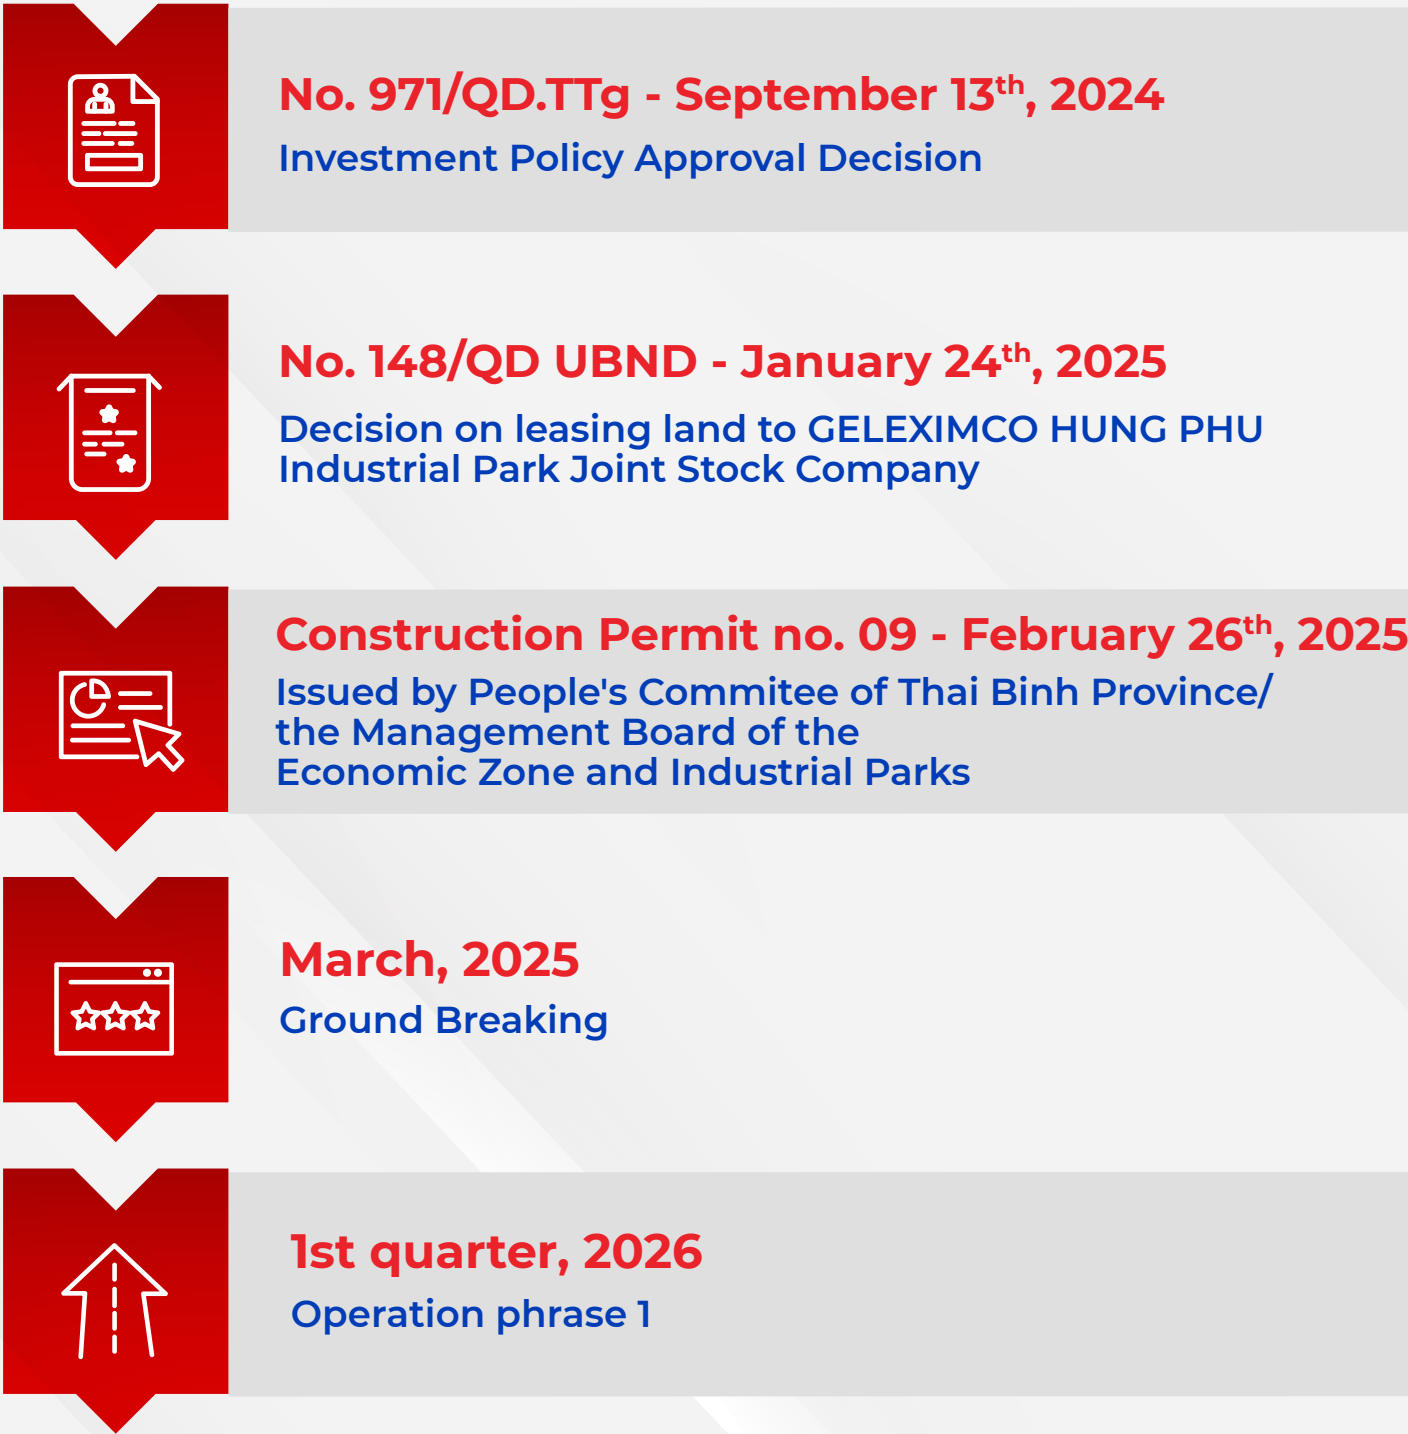 No. 971/QD.TTg - September 13th, 2024
Investment Policy Approval Decision
No. 148/QD UBND - January 24th, 2025
Decision on leasing land to GELEXIMCO HUNG PHU
Industrial Park Joint Stock Company
Construction Permit no. 09 - February 26th, 2025
Issued by People's Commitee of Thai Binh Province/
the Management Board of the
Economic Zone and Industrial Parks
March, 2025
Ground Breaking
1st quarter, 2026
Operation phrase 1